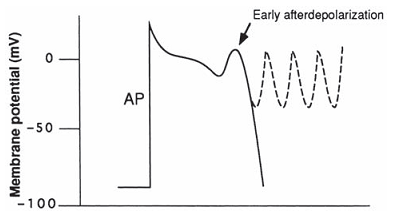 Early afterdepolarization
Membrane potential (mV)
0
AP
-50
-100